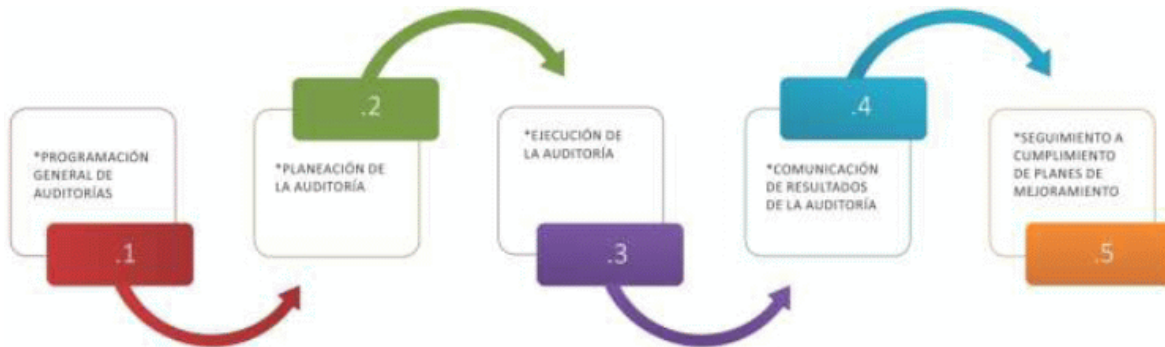 *PROGRAMACIÓN
GENERAL DE
AUDITORÍAS
.1
.2
*PLANEACIÓN DE
LA AUDITORÍA
*EJECUCIÓN DE
LA AUDITORÍA
.3
.4
*COMUNICACIÓN
DE RESULTADOS
DE LA AUDITORÍA
*SEGUIMIENTO A
CUMPLIMIENTO
DE PLANES DE
MEJORAMIENTO
.5